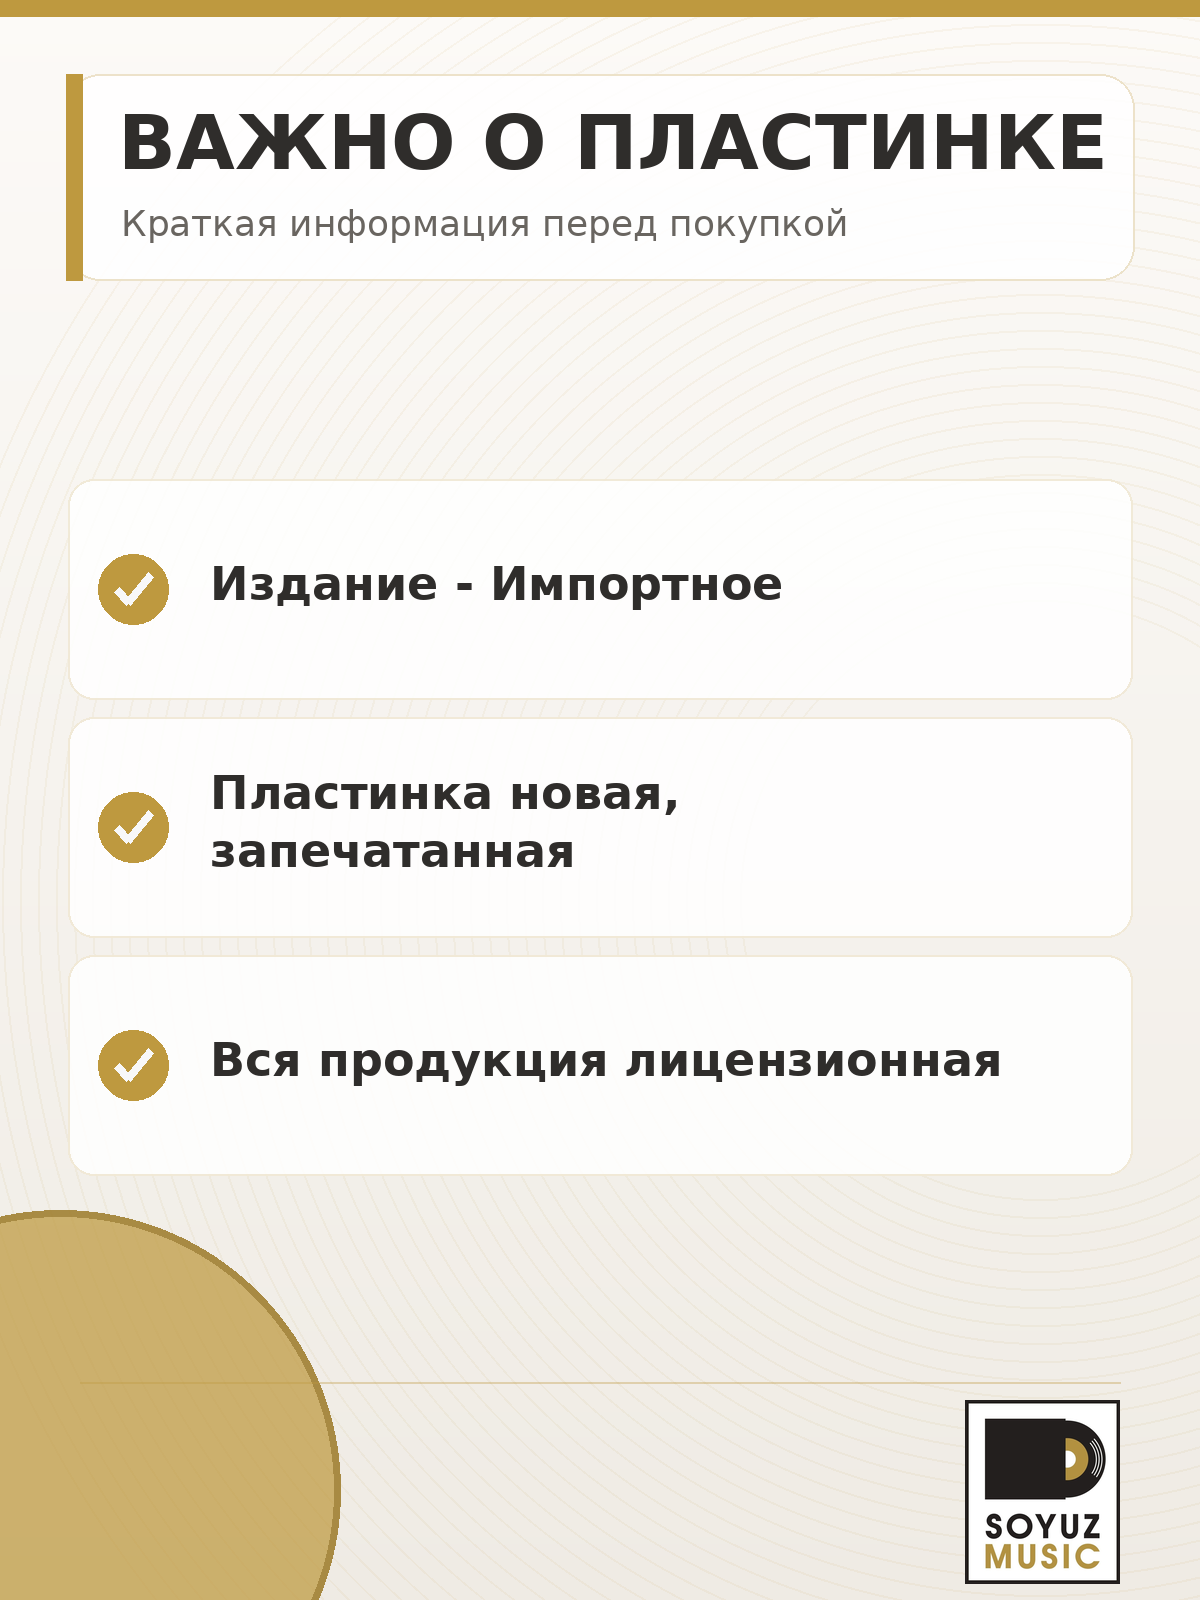 ВАЖНО О ПЛАСТИНКЕ
Краткая информация перед покупкой
Издание - Импортное
Пластинка новая,
запечатанная
Вся продукция лицензионная
SOYUZ
MUSIC